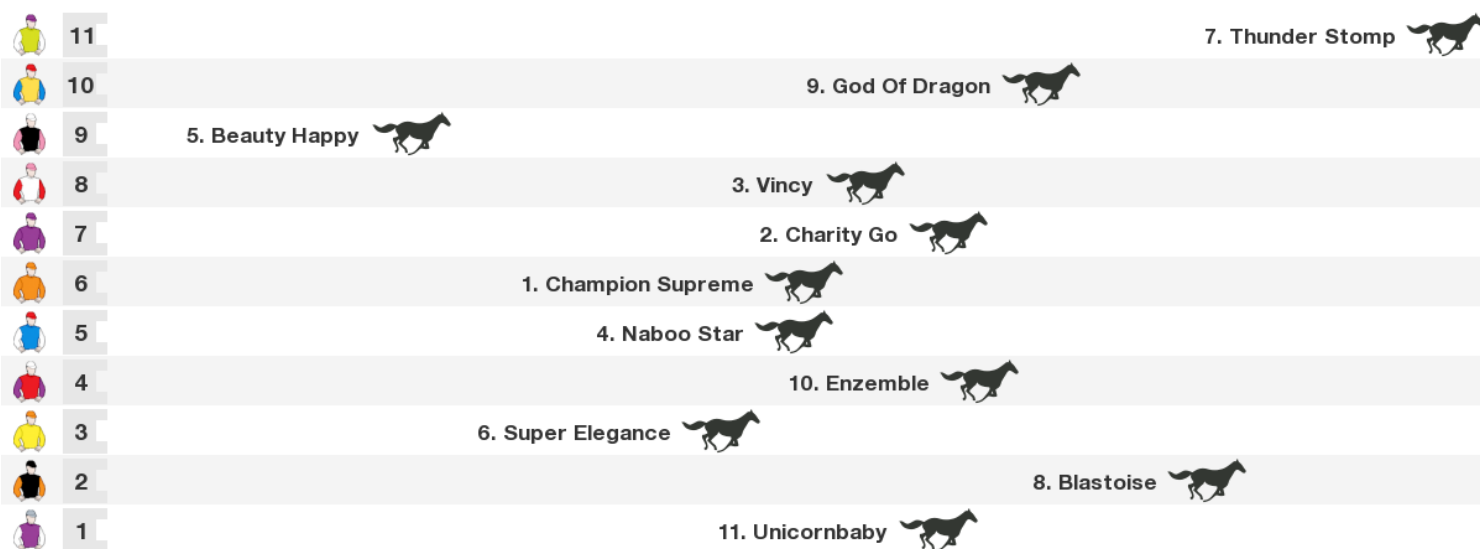 11 7. Thunder Stomp
10 9. God Of Dragon
9 5. Beauty Happy
8 3. Vincy
7 2. Charity Go
6 1. Champion Supreme
5 4. Naboo Star
4 10. Enzemble
3 6. Super Elegance
2 8. Blastoise
1 11. Unicornbaby